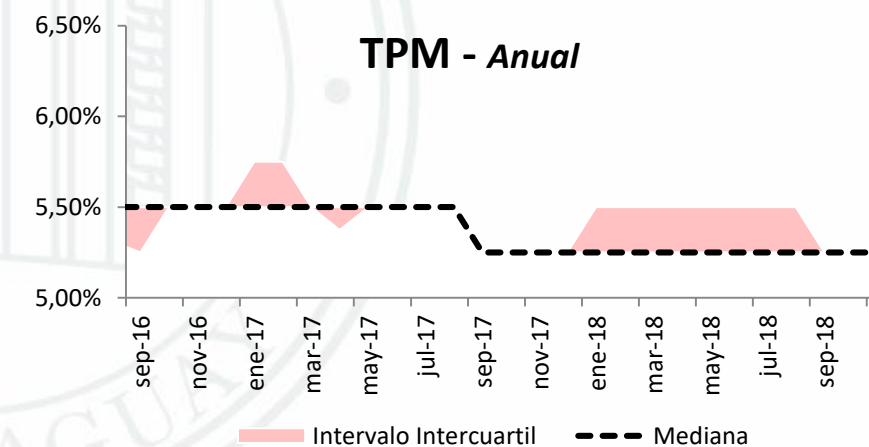 TPM - Anual
6,50%
6,00%
5,50%
5,00%
sep-16
nov-16
ene-17
mar-17
may-17
jul-17
sep-17
nov-17
ene-18
mar-18
may-18
jul-18
sep-18
Intervalo Intercuartil
Mediana
AGUAY